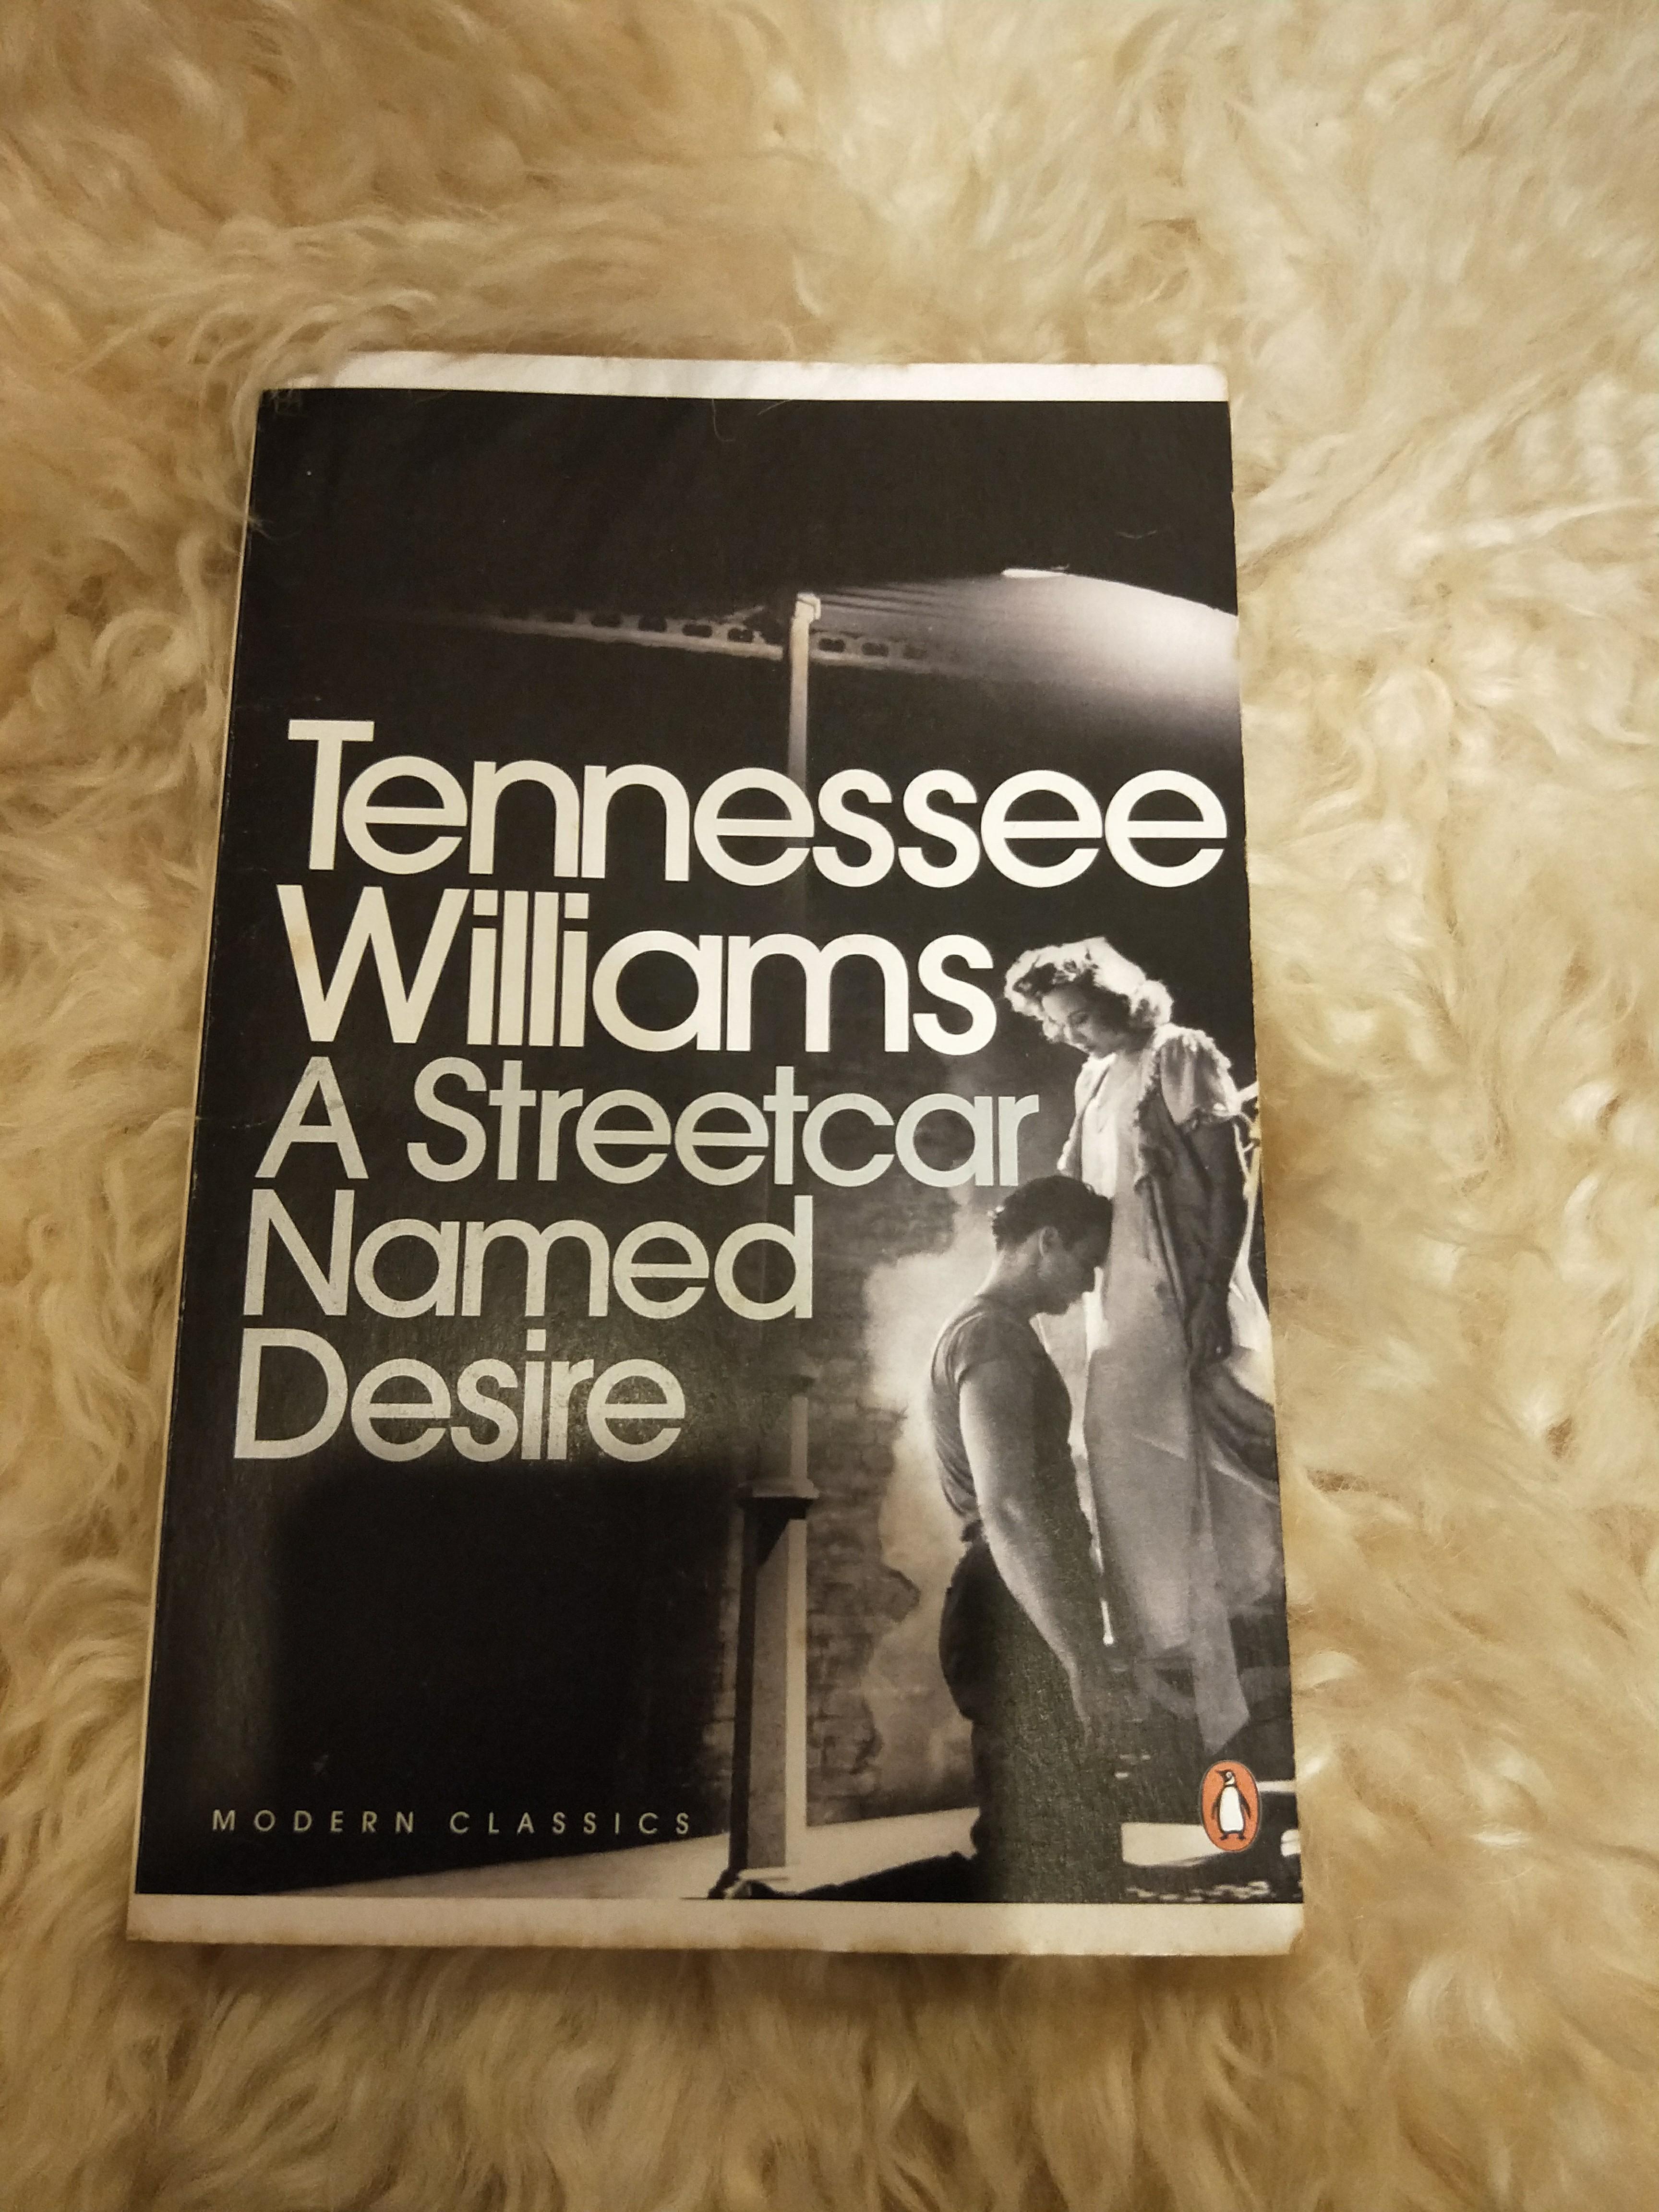 Tennessee
Williams
A Streetcar
Named
Desire
MODERN CLASSICS